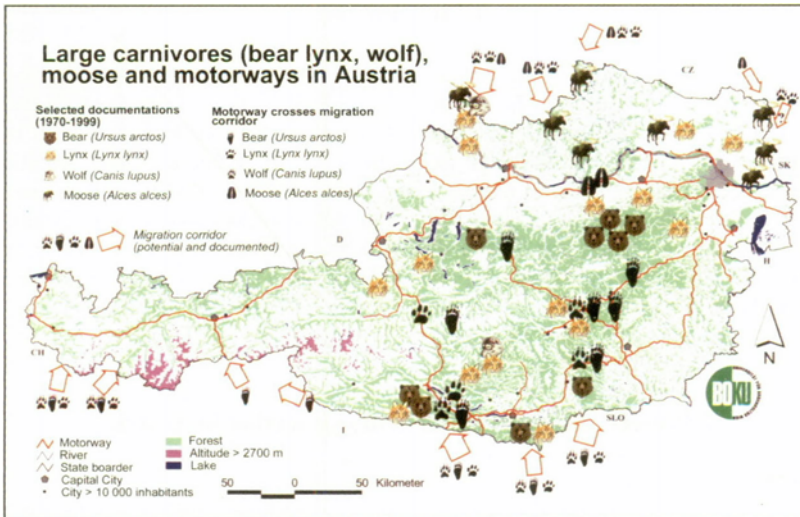 Large carnivores (bear lynx, wolf),
moose and motorways in Austria
Selected documentations
(1970-1999)
Bear (Ursus arctos)
Lynx (Lynx lynx)
Wolf (Canis lupus)
Moose (Alces alces)
Motorway crosses migration
corridor
Bear (Ursus arctos)
Lynx (Lynx lynx)
Wolf (Canis lupus)
Moose (Alces alces)
Migration corridor
(potential and documented)
CZ
SK
D
H
CH
I
SLO
N
BOKU
Motorway
River
State boarder
Capital City
City > 10 000 inhabitants
Forest
Altitude > 2700 m
Lake
50 0 50 Kilometer